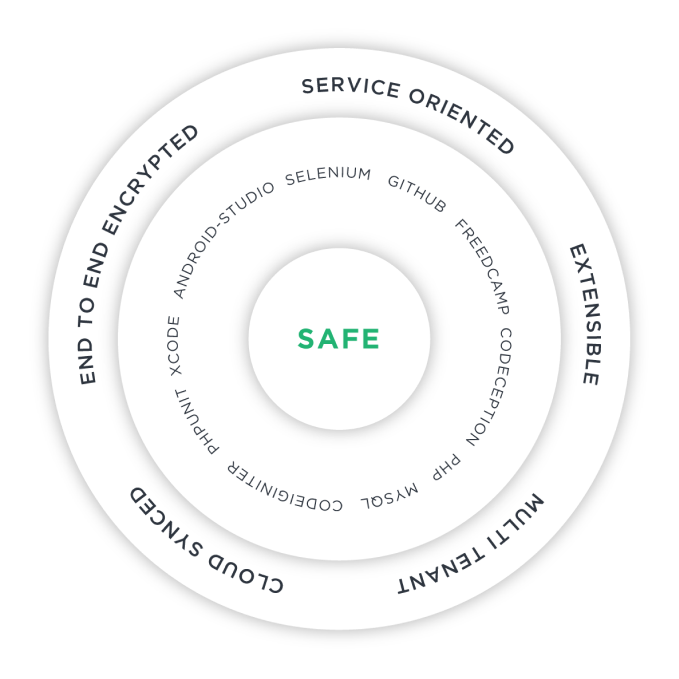 SERVICE ORIENTED
EXTENSIBLE
MULTI TENANT
CLOUD SYNCED
END TO END ENCRYPTED
SELENIUM
GITHUB
FREEDCAMP
CODECEPTION
PHP
MYSQL
CODEIGINITER
PHPUNIT
XCODE
ANDROID-STUDIO
SAFE